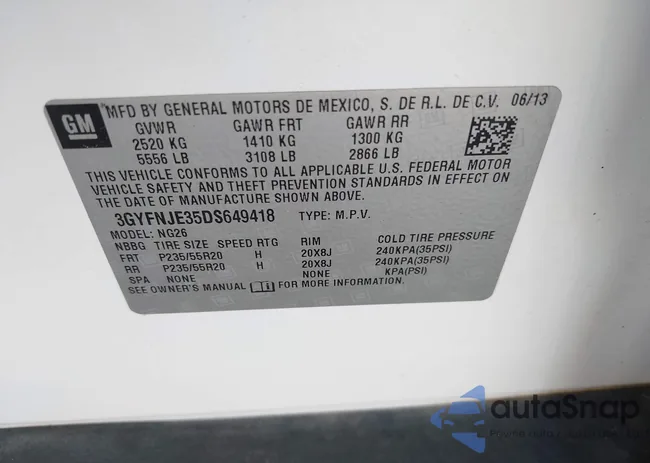 GM
MFD BY GENERAL MOTORS DE MEXICO, S. DE R.L. DE C.V. 06/13
GVWR GAWR FRT GAWR RR
2520 KG 1410 KG 1300 KG
5556 LB 3108 LB 2866 LB
THIS VEHICLE CONFORMS TO ALL APPLICABLE U.S. FEDERAL MOTOR
VEHICLE SAFETY AND THEFT PREVENTION STANDARDS IN EFFECT ON
THE DATE OF MANUFACTURE SHOWN ABOVE.
3GYFNJE35DS649418 TYPE: M.P.V.
MODEL: NG26
NBBG TIRE SIZE SPEED RTG RIM COLD TIRE PRESSURE
FRT P235/55R20 H 20X8J 240KPA(35PSI)
RR P235/55R20 H 20X8J 240KPA(35PSI)
SPA NONE NONE KPA(PSI)
SEE OWNER'S MANUAL FOR MORE INFORMATION
autoSnap